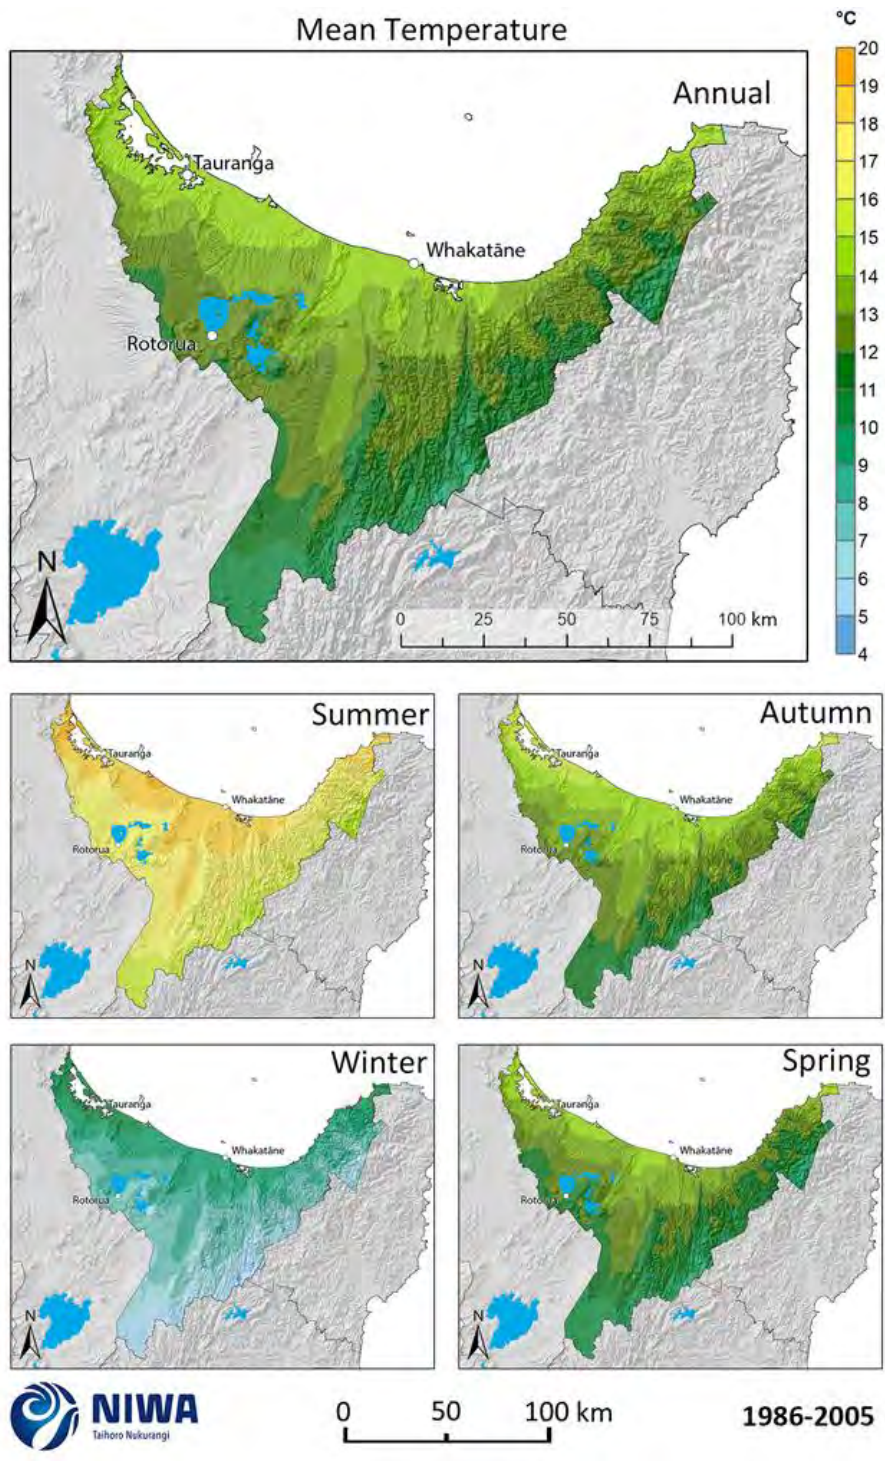 Mean Temperature
°C
Annual
Tauranga
Whakatāne
Rotorua
N
0 25 50 75 100 km
20
19
18
17
16
15
14
13
12
11
10
9
8
7
6
5
4
Summer
Tauranga
Whakatāne
Rotorua
N
Autumn
Tauranga
Whakatāne
Rotorua
N
Winter
Tauranga
Whakatāne
Rotorua
N
Spring
Tauranga
Whakatāne
Rotorua
N
NIWA
Taihoro Nukurangi
0 50 100 km
1986-2005